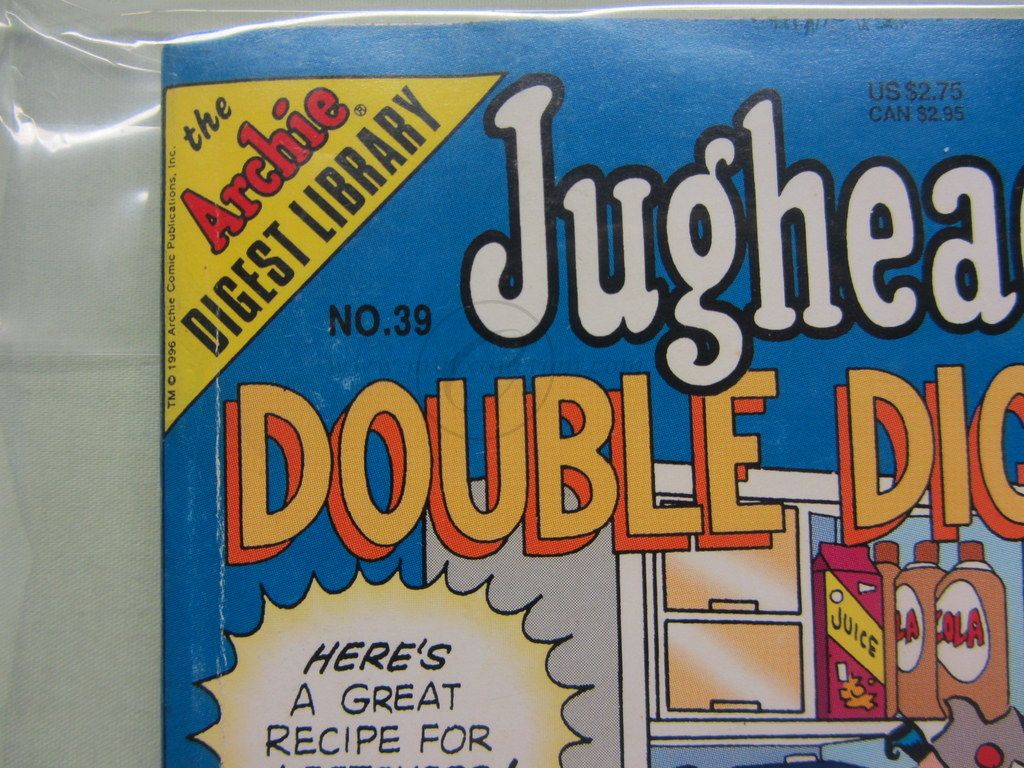 the
Archie®
DIGEST LIBRARY
TM © 1996 Archie Comic Publications, Inc.
US $2.75
CAN $2.95
Jughea
NO.39
DOUBLE DIG
JUICE
LA
COLA
HERE'S
A GREAT
RECIPE FOR